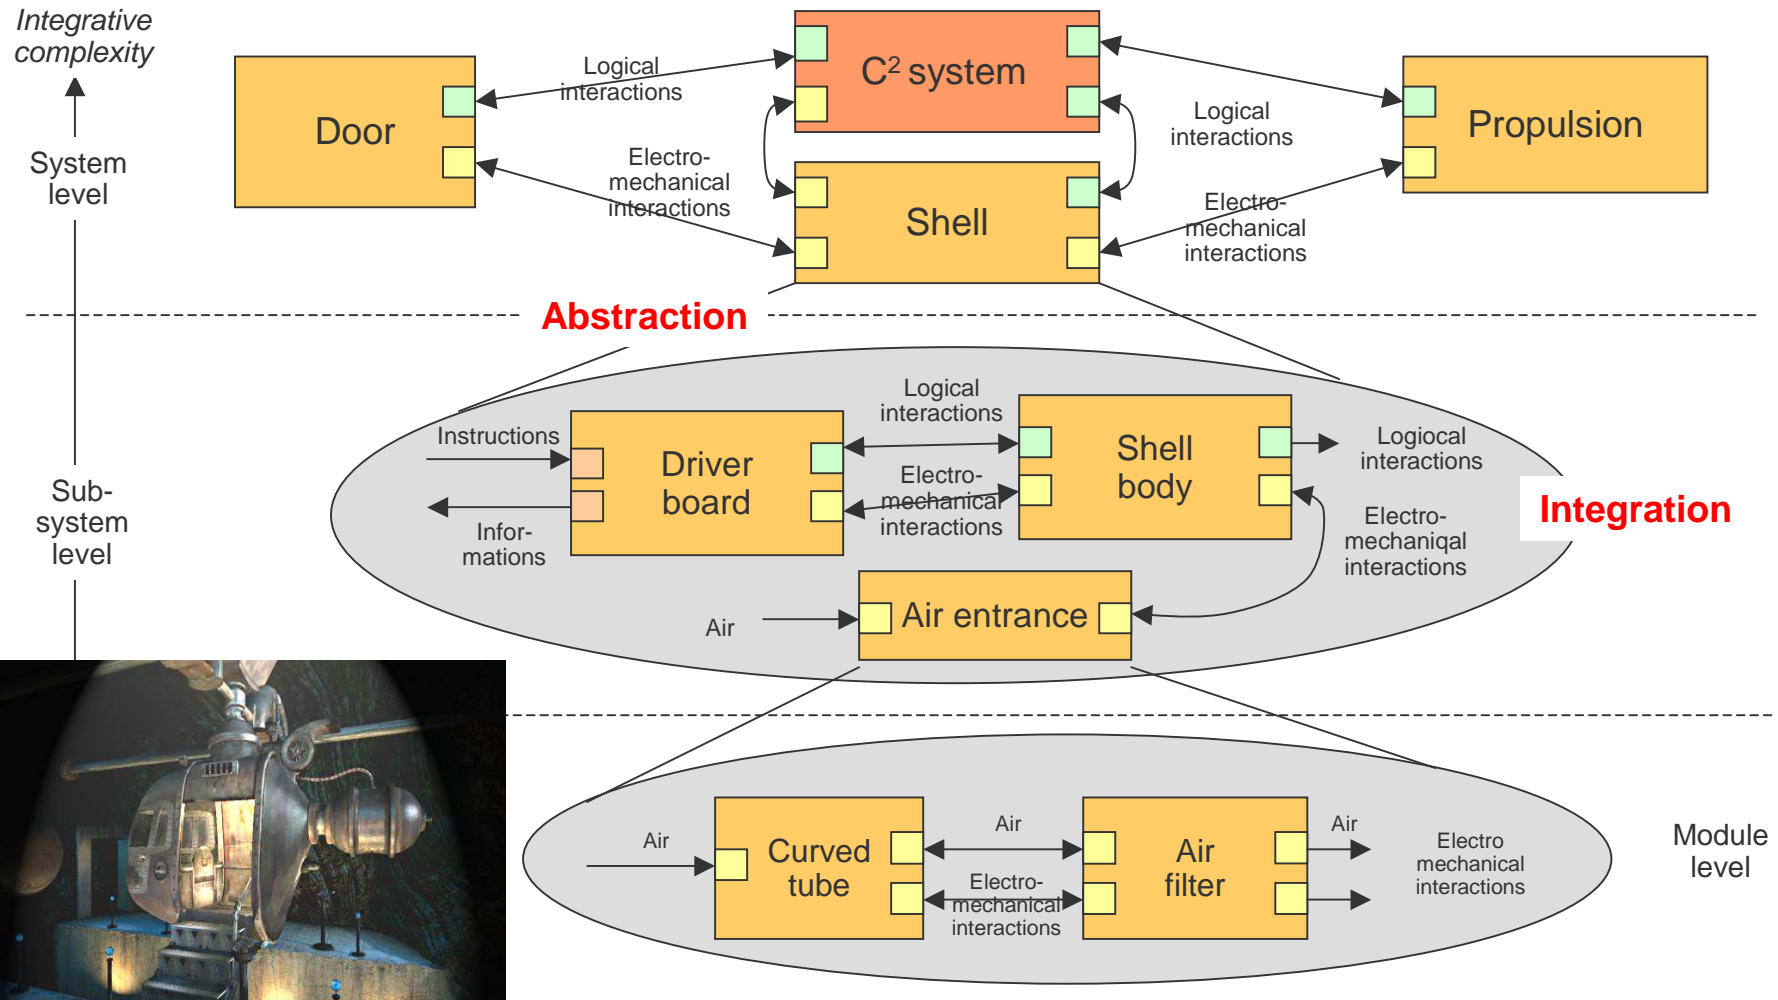 Integrative
complexity
Logical
interactions
C² system
Door
Propulsion
Logical
interactions
System
level
Electro-
mechanical
interactions
Shell
Electro-
mechanical
interactions
Abstraction
Logical
interactions
Instructions
Driver
board
Shell
body
Logiocal
interactions
Electro-
mechanical
interactions
Sub-
system
level
Infor-
mations
Electro-
mechaniqal
interactions
Integration
Air
Air entrance
Air
Curved
tube
Air
Electro-
mechanical
interactions
Air
filter
Air
Electro
mechanical
interactions
Module
level